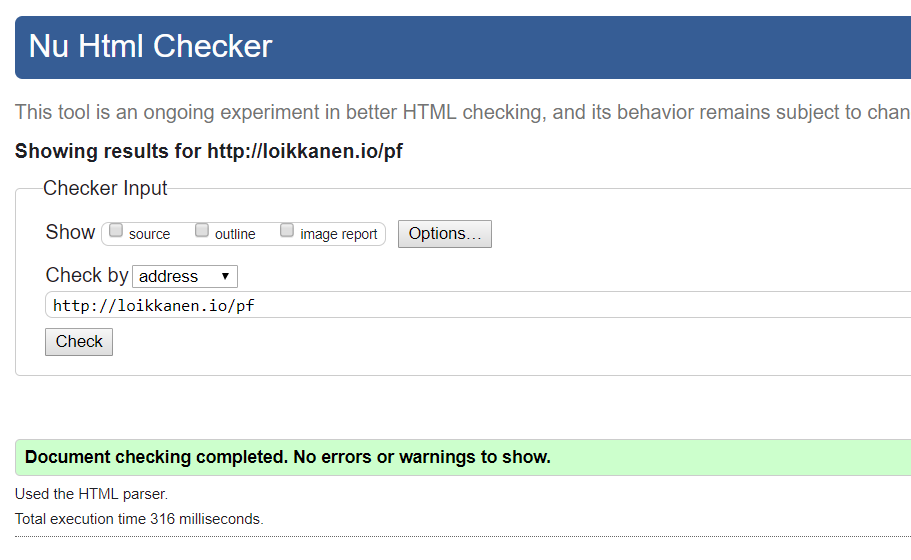 Nu Html Checker
This tool is an ongoing experiment in better HTML checking, and its behavior remains subject to chan
Showing results for http://loikkanen.io/pf
Checker Input
Show source outline image report Options...
Check by address
http://loikkanen.io/pf
Check
Document checking completed. No errors or warnings to show.
Used the HTML parser.
Total execution time 316 milliseconds.